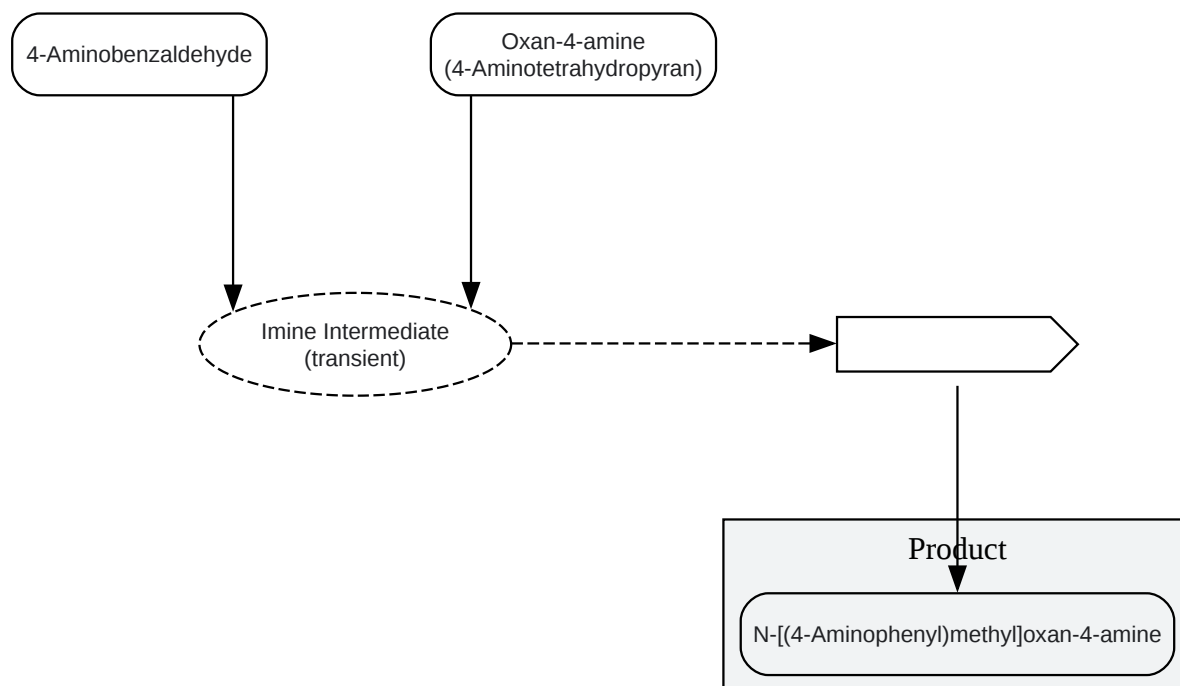 4-Aminobenzaldehyde
Oxan-4-amine
(4-Aminotetrahydropyran)
Imine Intermediate
(transient)
Product
N-[(4-Aminophenyl)methyl]oxan-4-amine